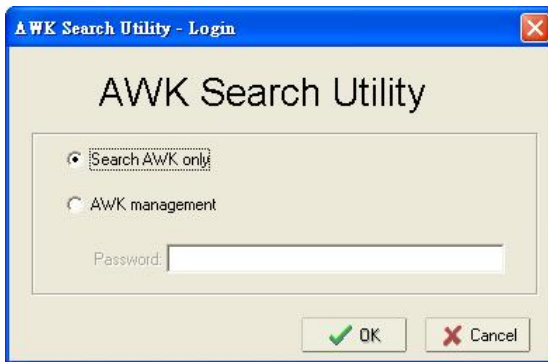 AWK Search Utility - Login
AWK Search Utility
Search AWK only
AWK management
Password:
OK
Cancel